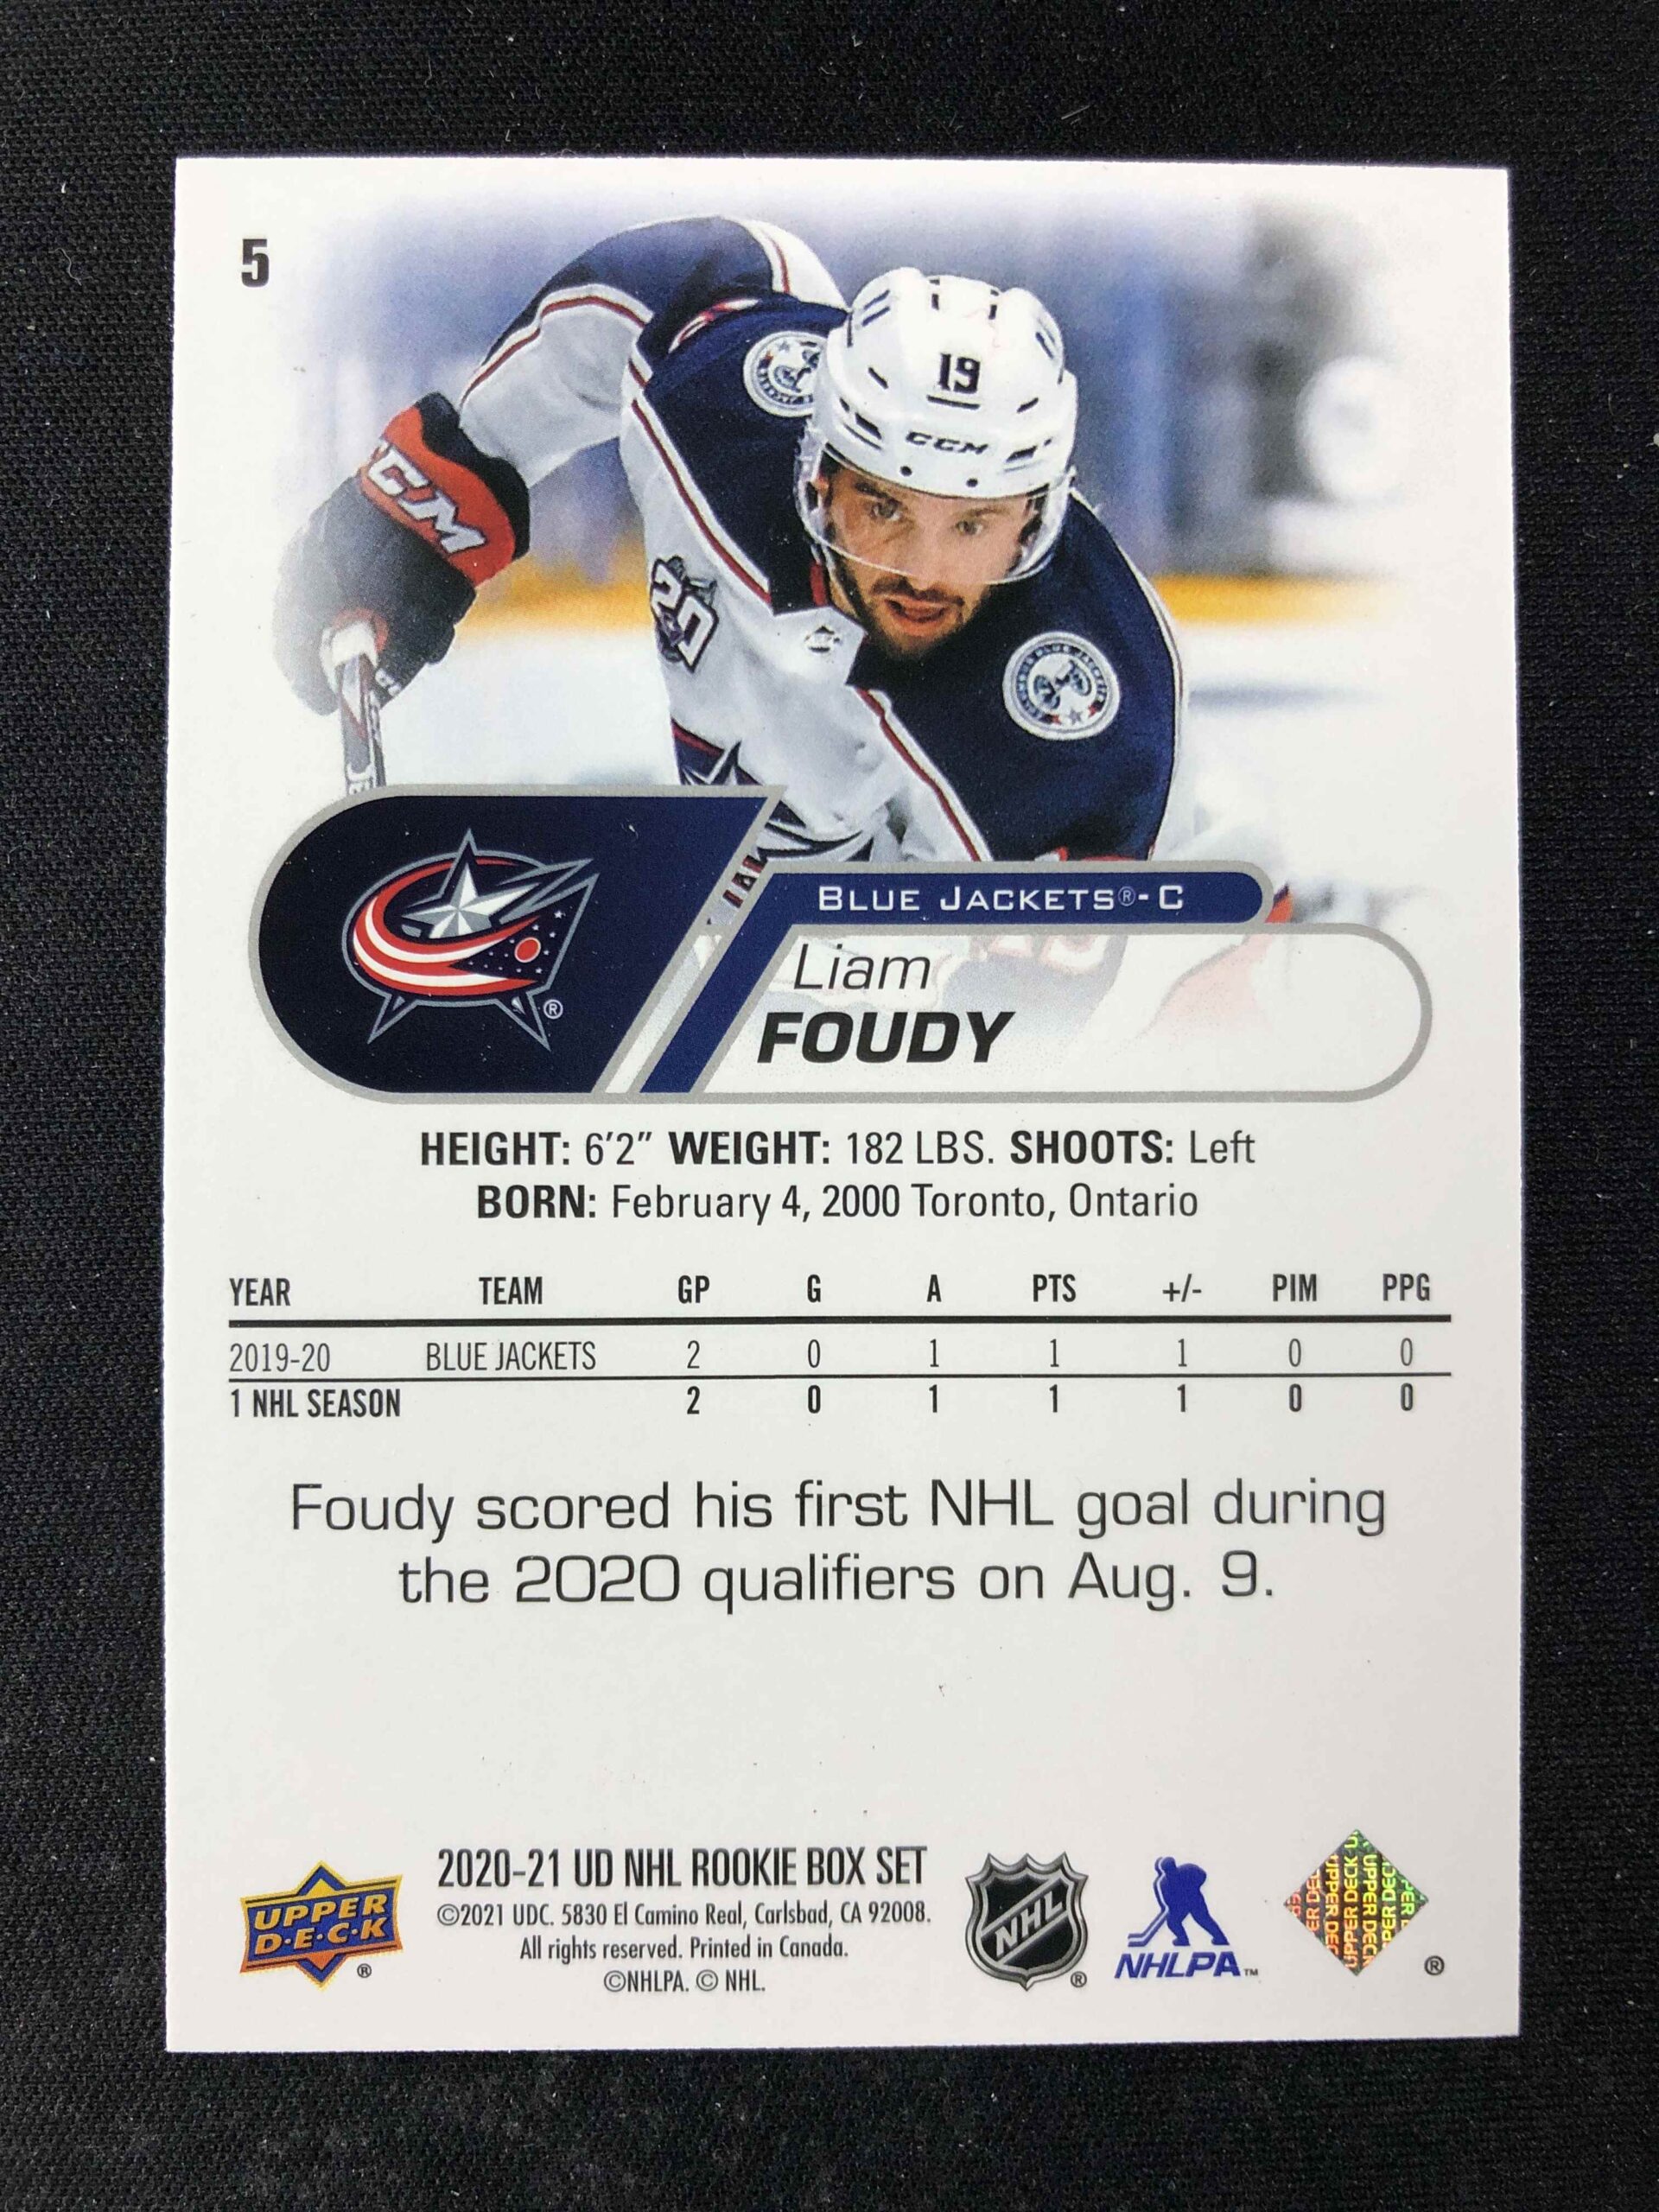 5
19
CCM
CCM
20
BLUE JACKETS®-C
Liam
FOUDY
®
HEIGHT: 6'2" WEIGHT: 182 LBS. SHOOTS: Left
BORN: February 4, 2000 Toronto, Ontario
YEAR TEAM GP G A PTS +/- PIM PPG
2019-20 BLUE JACKETS 2 0 1 1 1 0 0
1 NHL SEASON 2 0 1 1 1 0 0
Foudy scored his first NHL goal during
the 2020 qualifiers on Aug. 9.
UPPER
D·E·C·K
®
2020-21 UD NHL ROOKIE BOX SET
©2021 UDC. 5830 El Camino Real, Carlsbad, CA 92008.
All rights reserved. Printed in Canada.
©NHLPA. © NHL.
NHL
®
NHLPA™
UPPER DECK
®